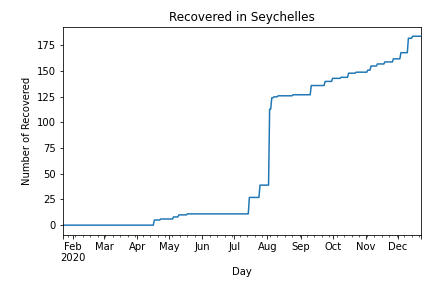 Recovered in Seychelles
Number of Recovered
175
150
125
100
75
50
25
0
Feb Mar Apr May Jun Jul Aug Sep Oct Nov Dec
2020
Day